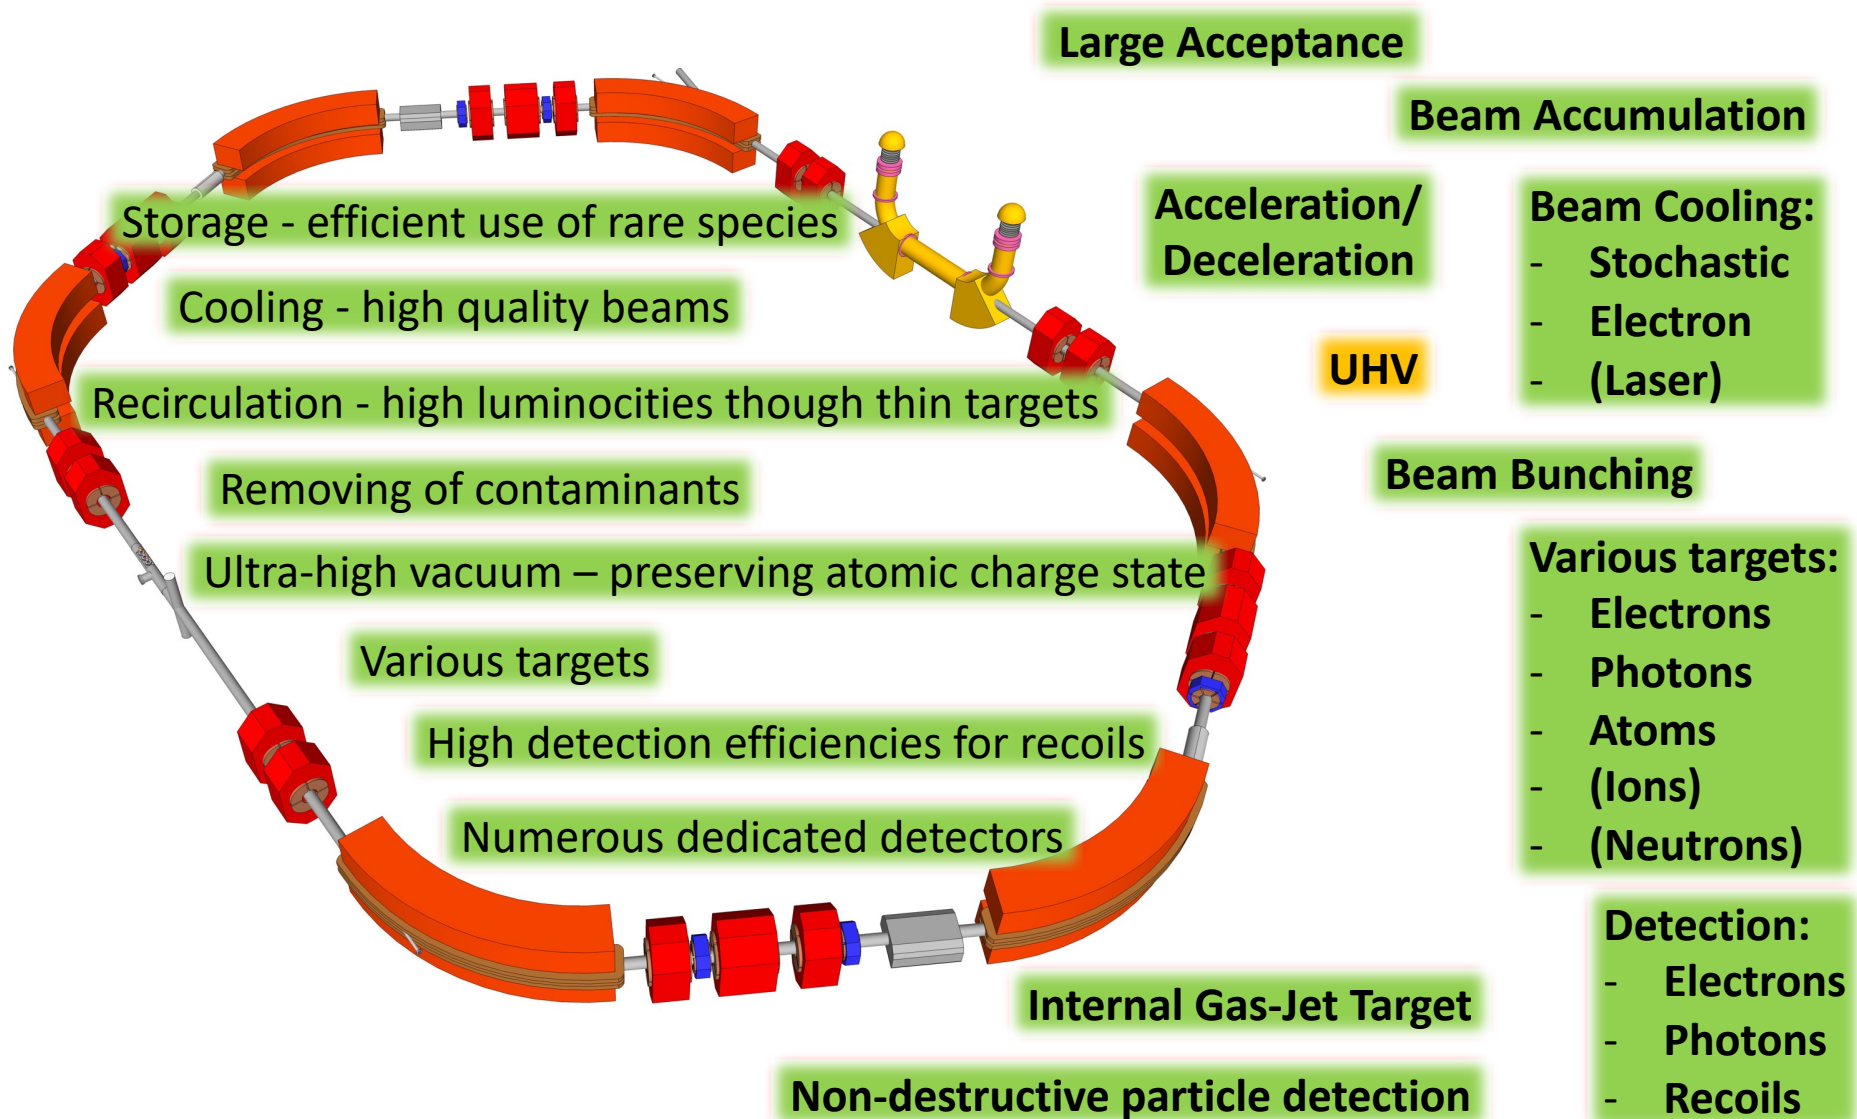 Large Acceptance
Beam Accumulation
Acceleration/
Deceleration
Beam Cooling:
- Stochastic
- Electron
- (Laser)
Storage - efficient use of rare species
Cooling - high quality beams
UHV
Recirculation - high luminocities though thin targets
Beam Bunching
Removing of contaminants
Ultra-high vacuum – preserving atomic charge state
Various targets:
- Electrons
- Photons
- Atoms
- (Ions)
- (Neutrons)
Various targets
High detection efficiencies for recoils
Numerous dedicated detectors
Detection:
- Electrons
- Photons
- Recoils
Internal Gas-Jet Target
Non-destructive particle detection